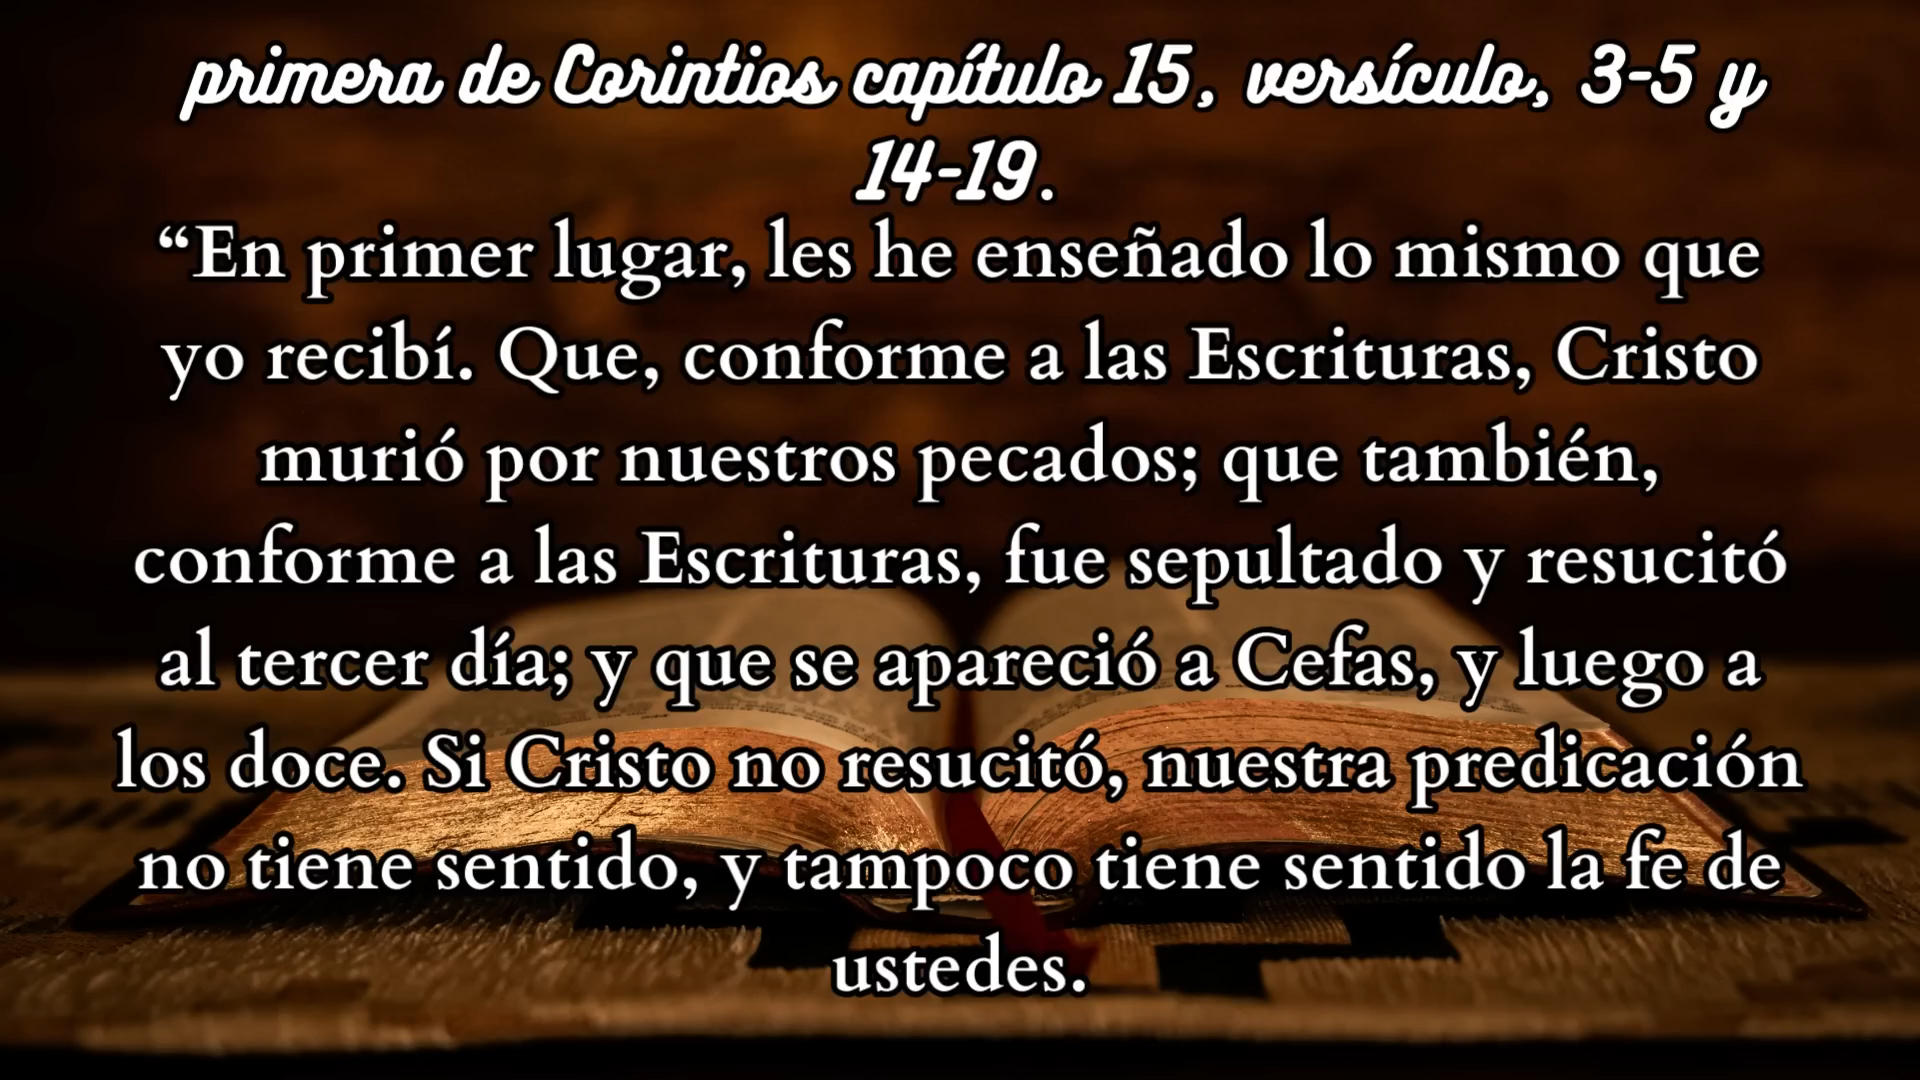 primera de Corintios capítulo 15, versículo, 3-5 y
14-19.
“En primer lugar, les he enseñado lo mismo que
yo recibí. Que, conforme a las Escrituras, Cristo
murió por nuestros pecados; que también,
conforme a las Escrituras, fue sepultado y resucitó
al tercer día; y que se apareció a Cefas, y luego a
los doce. Si Cristo no resucitó, nuestra predicación
no tiene sentido, y tampoco tiene sentido la fe de
ustedes.